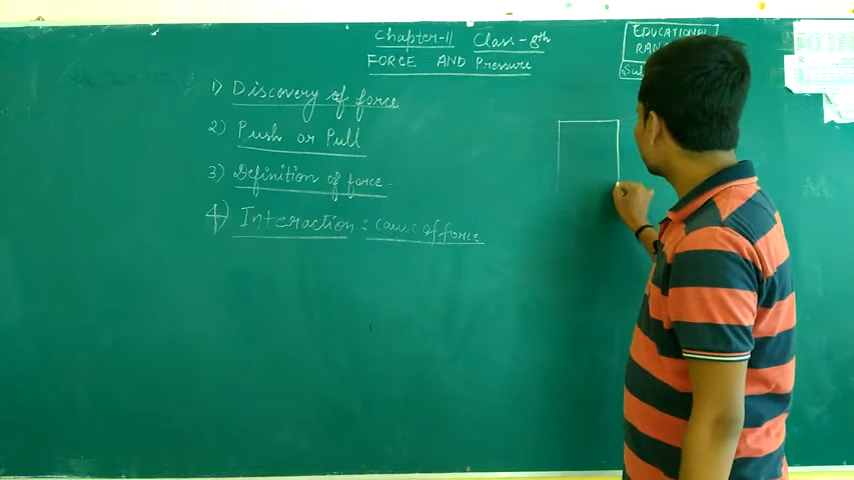 Chapter-11 Class-8th
FORCE AND Pressure
EDUCATIONAL
1) Discovery of force
2) Push or Pull
3) Definition of force -
4) Interaction : cause of force